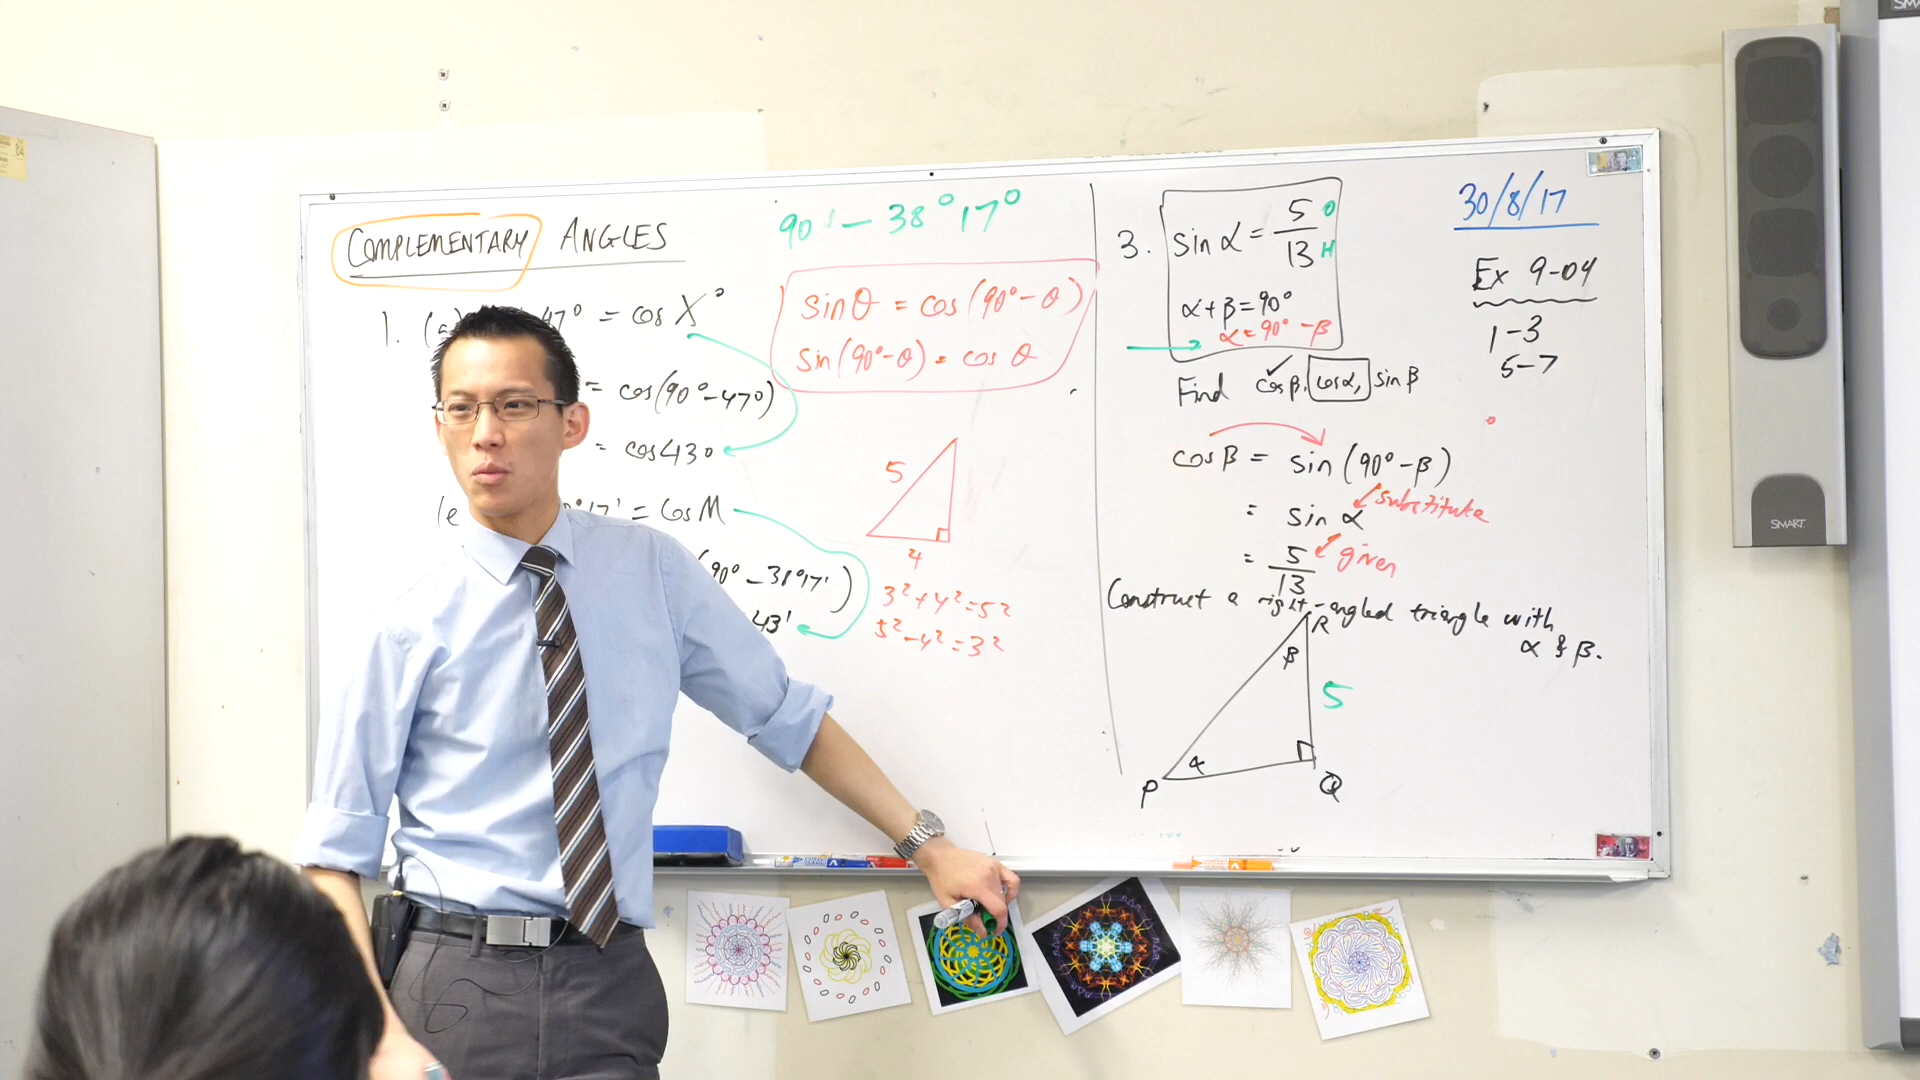 COMPLEMENTARY ANGLES
90 - 38°17°
1. (a) 47° = cos X°
= cos(90°-47°)
= cos430
= cos M
90° - 38°17')
43'
sin θ = cos (90° - θ)
sin (90° - θ) = cos θ
5
4
3² + 4² = 5²
5² - 4² = 3²
3. sin α = 5/13
O
H
α + β = 90°
α = 90° - β
Find cos β, cos α, sin β
cos β = sin (90° - β)
= sin α substitute
= 5/13 given
Construct a right-angled triangle with
α & β.
R
β
5
α
P
Q
30/8/17
Ex 9-04
1-3
5-7
SMART